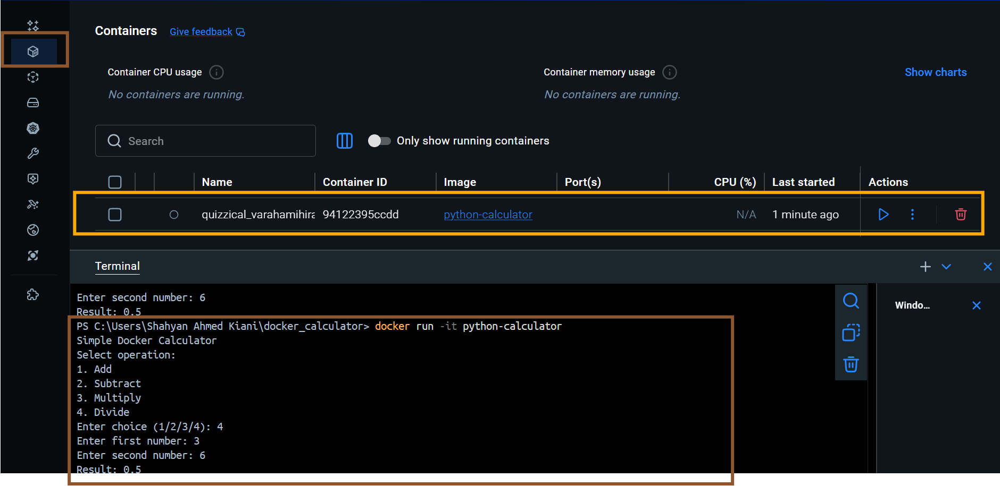 Containers Give feedback
Container CPU usage
Container memory usage
Show charts
No containers are running.
No containers are running.
Search
Only show running containers
Name Container ID Image Port(s) CPU (%) Last started Actions
quizzical_varahamihira 94122395ccdd python-calculator N/A 1 minute ago
Terminal
Enter second number: 6
Result: 0.5
PS C:\Users\Shahyan Ahmed Kiani\docker_calculator> docker run -it python-calculator
Simple Docker Calculator
Select operation:
1. Add
2. Subtract
3. Multiply
4. Divide
Enter choice (1/2/3/4): 4
Enter first number: 3
Enter second number: 6
Result: 0.5
Windo...